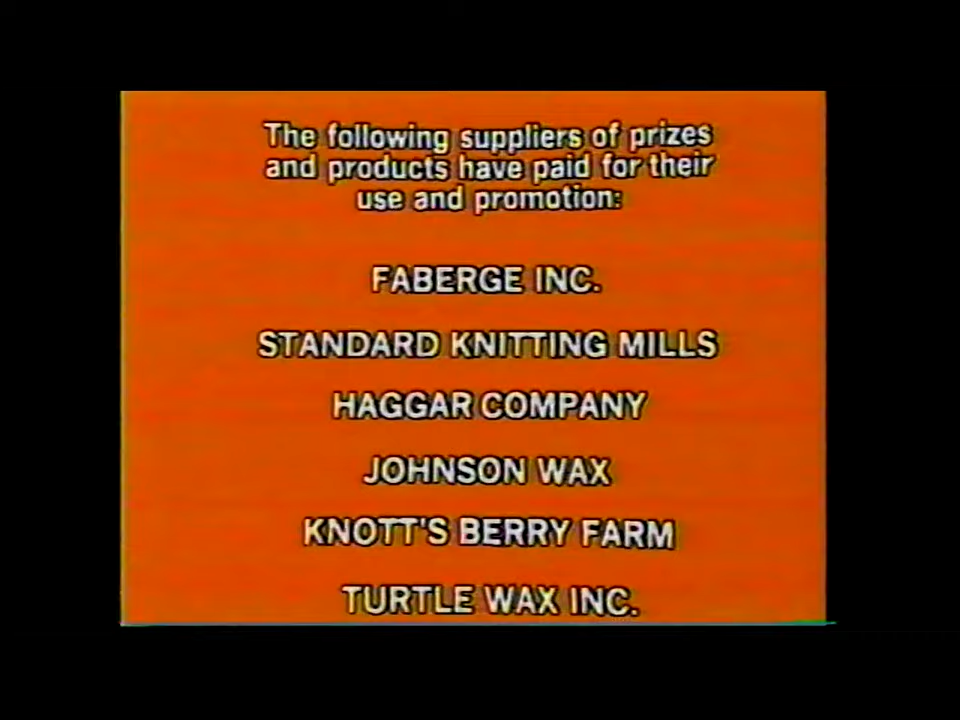 The following suppliers of prizes
and products have paid for their
use and promotion:
FABERGE INC.
STANDARD KNITTING MILLS
HAGGAR COMPANY
JOHNSON WAX
KNOTT'S BERRY FARM
TURTLE WAX INC.